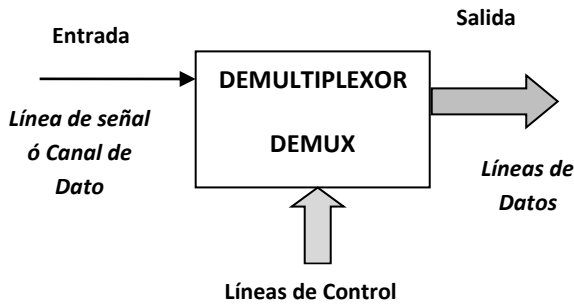 Salida
Entrada
DEMULTIPLEXOR
DEMUX
Línea de señal
ó Canal de
Dato
Líneas de
Datos
Líneas de Control